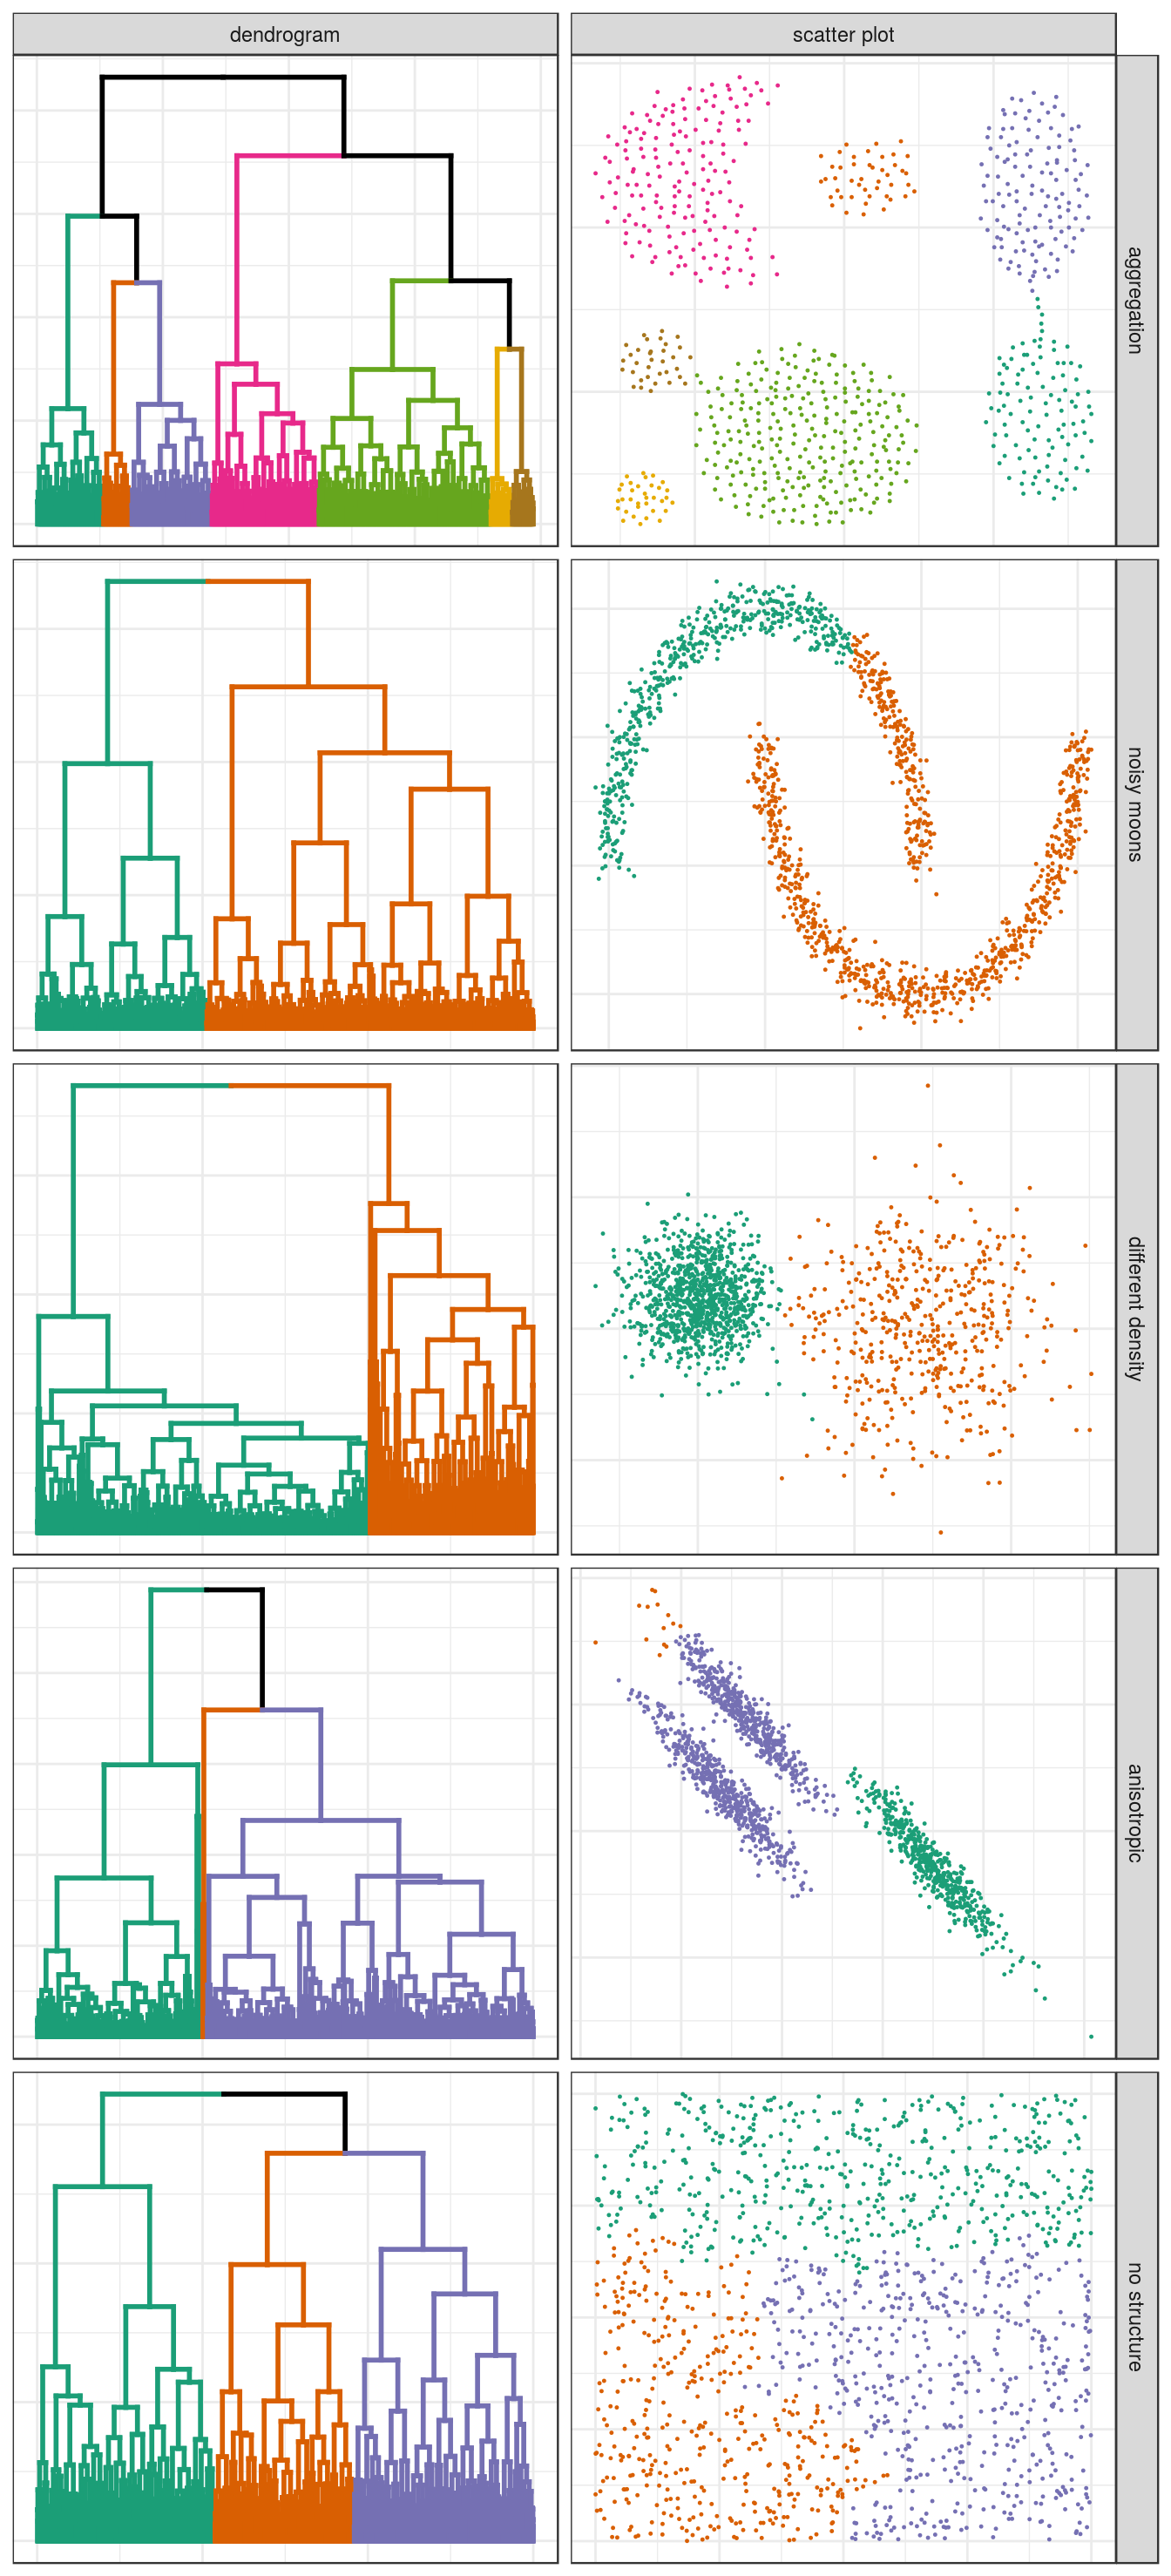 dendrogram
scatter plot
aggregation
noisy moons
different density
anisotropic
no structure